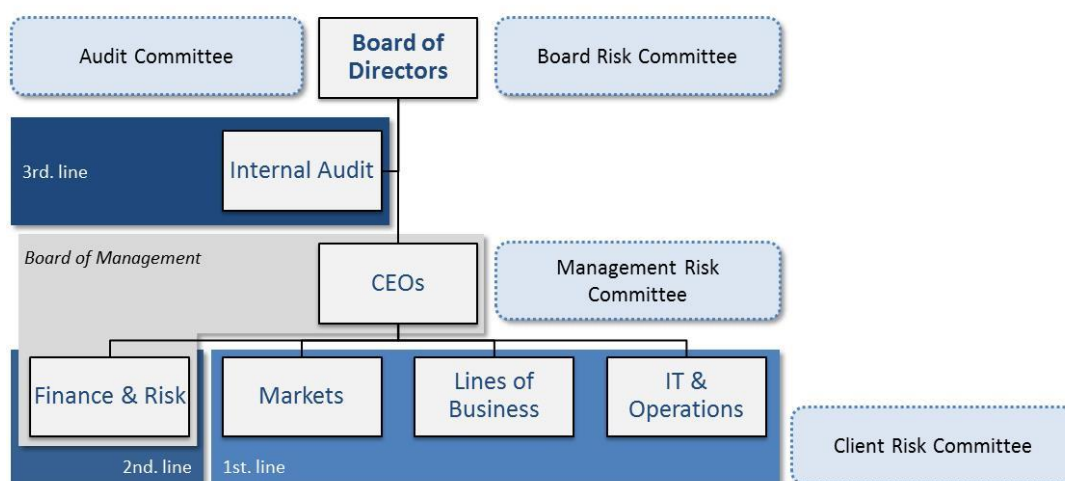 Audit Committee
Board of
Directors
Board Risk Committee
3rd. line
Internal Audit
Board of Management
CEOs
Management Risk
Committee
Finance & Risk
Markets
Lines of
Business
IT &
Operations
2nd. line
1st. line
Client Risk Committee